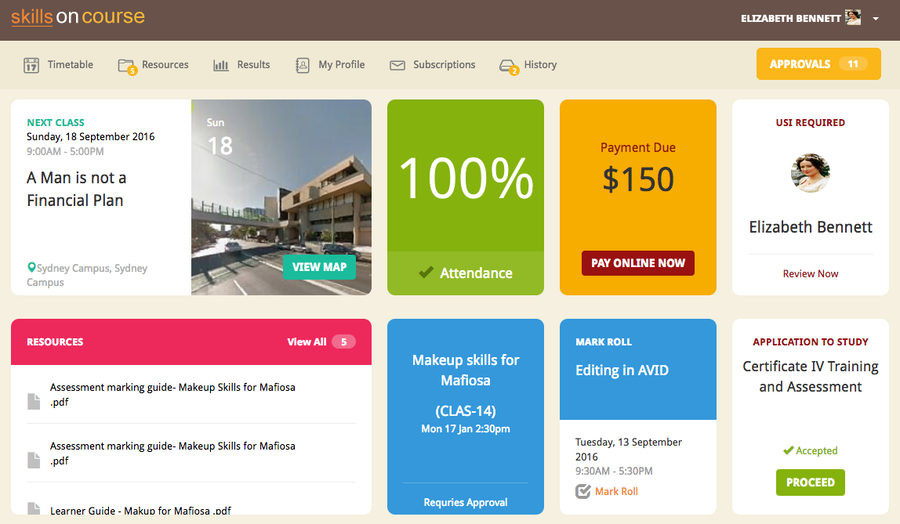 skills on course
ELIZABETH BENNETT
Timetable
17
Resources
5
Results
My Profile
Subscriptions
History
2
APPROVALS 11
NEXT CLASS
Sunday, 18 September 2016
9:00AM - 5:00PM
A Man is not a
Financial Plan
Sydney Campus, Sydney
Campus
Sun
18
VIEW MAP
100%
Attendance
Payment Due
$150
PAY ONLINE NOW
USI REQUIRED
Elizabeth Bennett
Review Now
RESOURCES
View All 5
Assessment marking guide- Makeup Skills for Mafiosa
.pdf
Assessment marking guide- Makeup Skills for Mafiosa
.pdf
Learner Guide - Makup for Mafiosa .pdf
Makeup skills for
Mafiosa
(CLAS-14)
Mon 17 Jan 2:30pm
Requries Approval
MARK ROLL
Editing in AVID
Tuesday, 13 September
2016
9:30AM - 5:30PM
Mark Roll
APPLICATION TO STUDY
Certificate IV Training
and Assessment
Accepted
PROCEED